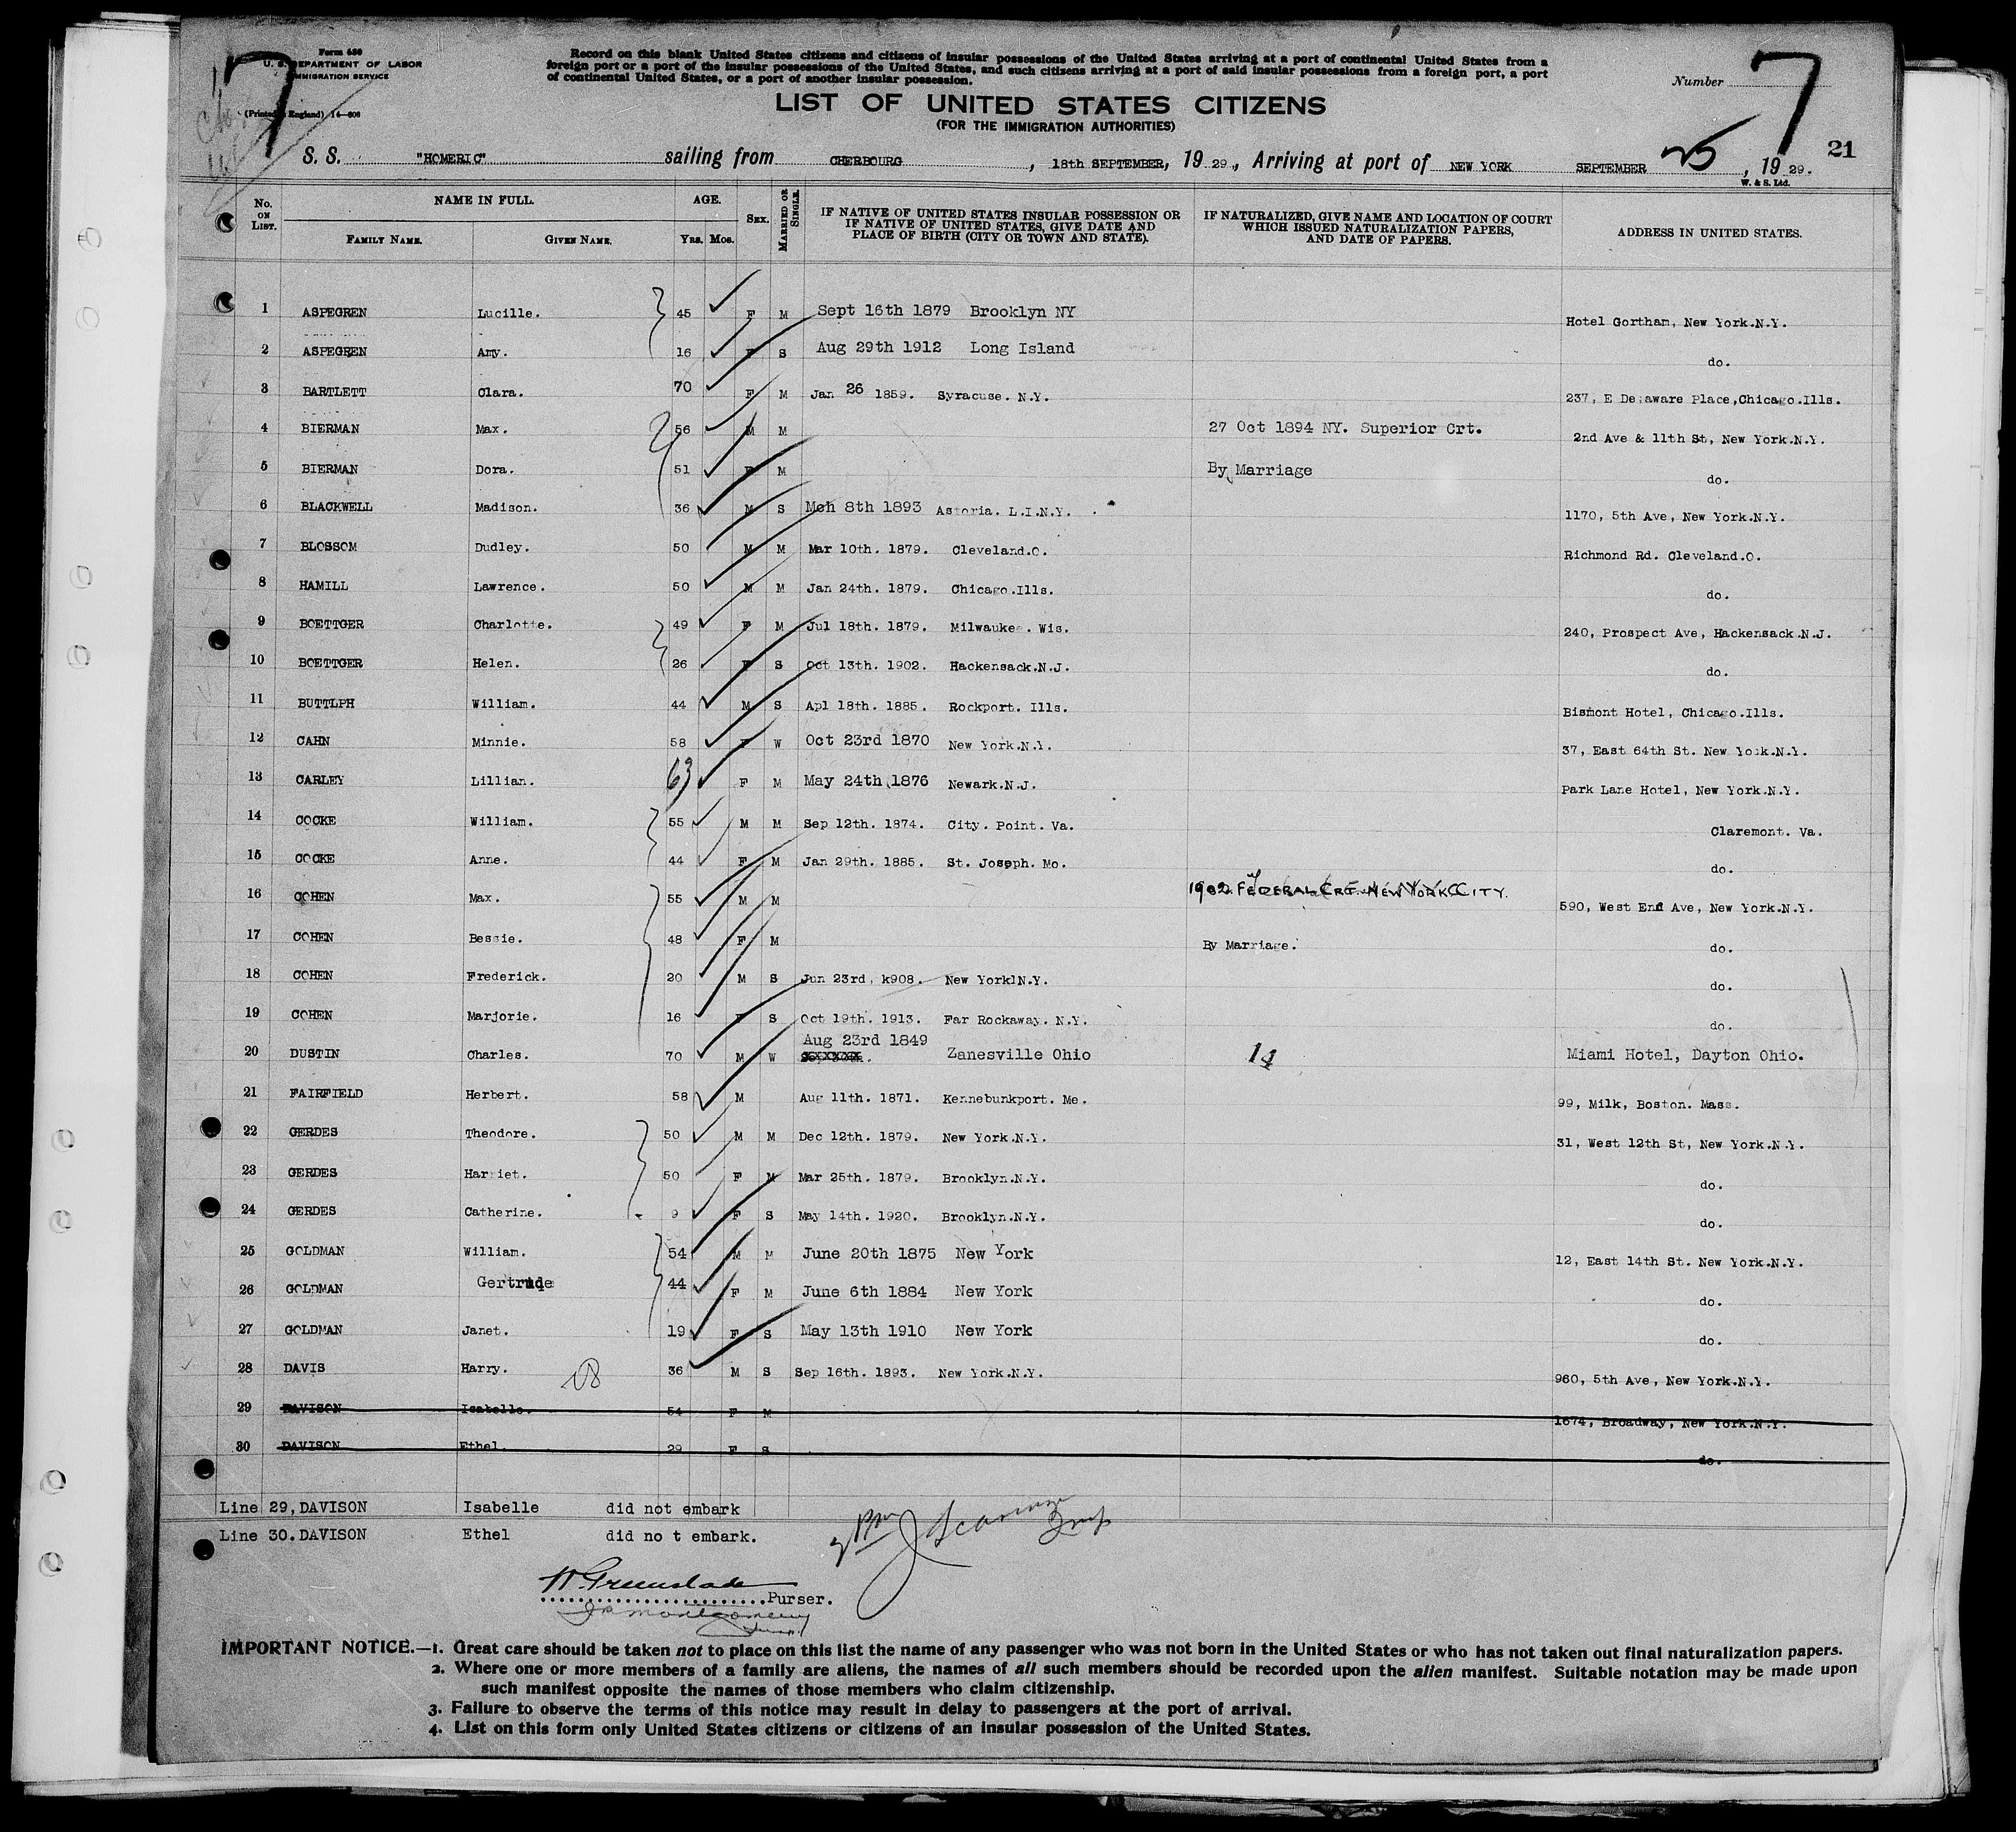 Form 630
U. S. DEPARTMENT OF LABOR
IMMIGRATION SERVICE
(Printed in England) 14—608
7
Record on this blank United States citizens and citizens of insular possessions of the United States arriving at a port of continental United States from a
foreign port or a port of the insular possessions of the United States, and such citizens arriving at a port of said insular possessions from a foreign port, a port
of continental United States, or a port of another insular possession.
Number 7
LIST OF UNITED STATES CITIZENS
(FOR THE IMMIGRATION AUTHORITIES)
21
S. S. "HOMERIC" sailing from CHERBOURG, 18th SEPTEMBER, 19 29., Arriving at port of NEW YORK SEPTEMBER 25, 19 29.
W. & S. Ltd.
No. ON LIST. NAME IN FULL. FAMILY NAME. GIVEN NAME. AGE. Yrs. Mos. SEX. MARRIED OR SINGLE. IF NATIVE OF UNITED STATES INSULAR POSSESSION OR IF NATIVE OF UNITED STATES, GIVE DATE AND PLACE OF BIRTH (CITY OR TOWN AND STATE). IF NATURALIZED, GIVE NAME AND LOCATION OF COURT WHICH ISSUED NATURALIZATION PAPERS, AND DATE OF PAPERS. ADDRESS IN UNITED STATES.
1 ASPEGREN Lucille. 45 F M Sept 16th 1879 Brooklyn NY Hotel Gortham, New York.N.Y.
2 ASPEGREN Amy. 16 F S Aug 29th 1912 Long Island do.
3 BARTLETT Clara. 70 F M Jan 26 1859. Syracuse. N.Y. 237, E Delaware Place,Chicago.Ills.
4 BIERMAN Max. 56 M M 27 Oct 1894 NY. Superior Crt. 2nd Ave & 11th St, New York.N.Y.
5 BIERMAN Dora. 51 F M By Marriage do.
6 BLACKWELL Madison. 36 M S Mch 8th 1893 Astoria. L.I.N.Y. 1170, 5th Ave, New York.N.Y.
7 BLOSSOM Dudley. 50 M M Mar 10th. 1879. Cleveland.O. Richmond Rd. Cleveland.O.
8 HAMILL Lawrence. 50 M M Jan 24th. 1879. Chicago.Ills. do.
9 BOETTGER Charlotte. 49 F M Jul 18th. 1879. Milwaukee. Wis. 240, Prospect Ave, Hackensack.N.J.
10 BOETTGER Helen. 26 F S Oct 13th. 1902. Hackensack.N.J. do.
11 BUTTLPH William. 44 M S Apl 18th. 1885. Rockport. Ills. Bismont Hotel, Chicago.Ills.
12 CAHN Minnie. 58 F W Oct 23rd 1870 New York.N.Y. 37, East 64th St. New York.N.Y.
13 CARLEY Lillian. 63 F M May 24th 1876 Newark.N.J. Park Lane Hotel, New York.N.Y.
14 COCKE William. 55 M M Sep 12th. 1874. City. Point. Va. Claremont. Va.
15 COCKE Anne. 44 F M Jan 29th. 1885. St. Joseph. Mo. do.
16 COHEN Max. 55 M M 1902. FEDERAL CRT. NEW YORK CITY. 590, West End Ave, New York.N.Y.
17 COHEN Bessie. 48 F M By Marriage. do.
18 COHEN Frederick. 20 M S Jun 23rd, k908. New YorklN.Y. do.
19 COHEN Marjorie. 16 F S Oct 19th. 1913. Far Rockaway. N.Y. do.
20 DUSTIN Charles. 70 M W Aug 23rd 1849 Zanesville Ohio 14 Miami Hotel, Dayton Ohio.
21 FAIRFIELD Herbert. 58 M Aug 11th. 1871. Kennebunkport. Me. 99, Milk, Boston. Mass.
22 GERDES Theodore. 50 M M Dec 12th. 1879. New York.N.Y. 31, West 12th St, New York.N.Y.
23 GERDES Harriet. 50 F M Mar 25th. 1879. Brooklyn.N.Y. do.
24 GERDES Catherine. 9 F S May 14th. 1920. Brooklyn.N.Y. do.
25 GOLDMAN William. 54 M M June 20th 1875 New York 12, East 14th St. New York.N.Y.
26 GOLDMAN Gertrude 44 F M June 6th 1884 New York do.
27 GOLDMAN Janet. 19 F S May 13th 1910 New York do.
28 DAVIS Harry. 36 M S Sep 16th. 1893. New York.N.Y. 960, 5th Ave, New York.N.Y.
29 DAVISON Isabelle. 54 F M 1674, Broadway, New York.N.Y.
30 DAVISON Ethel. 29 F S do.
Line 29, DAVISON Isabelle did not embark
Line 30. DAVISON Ethel did no t embark.
W. Greenslade
Purser.
IMPORTANT NOTICE.—1. Great care should be taken not to place on this list the name of any passenger who was not born in the United States or who has not taken out final naturalization papers.
2. Where one or more members of a family are aliens, the names of all such members should be recorded upon the alien manifest. Suitable notation may be made upon
such manifest opposite the names of those members who claim citizenship.
3. Failure to observe the terms of this notice may result in delay to passengers at the port of arrival.
4. List on this form only United States citizens or citizens of an insular possession of the United States.